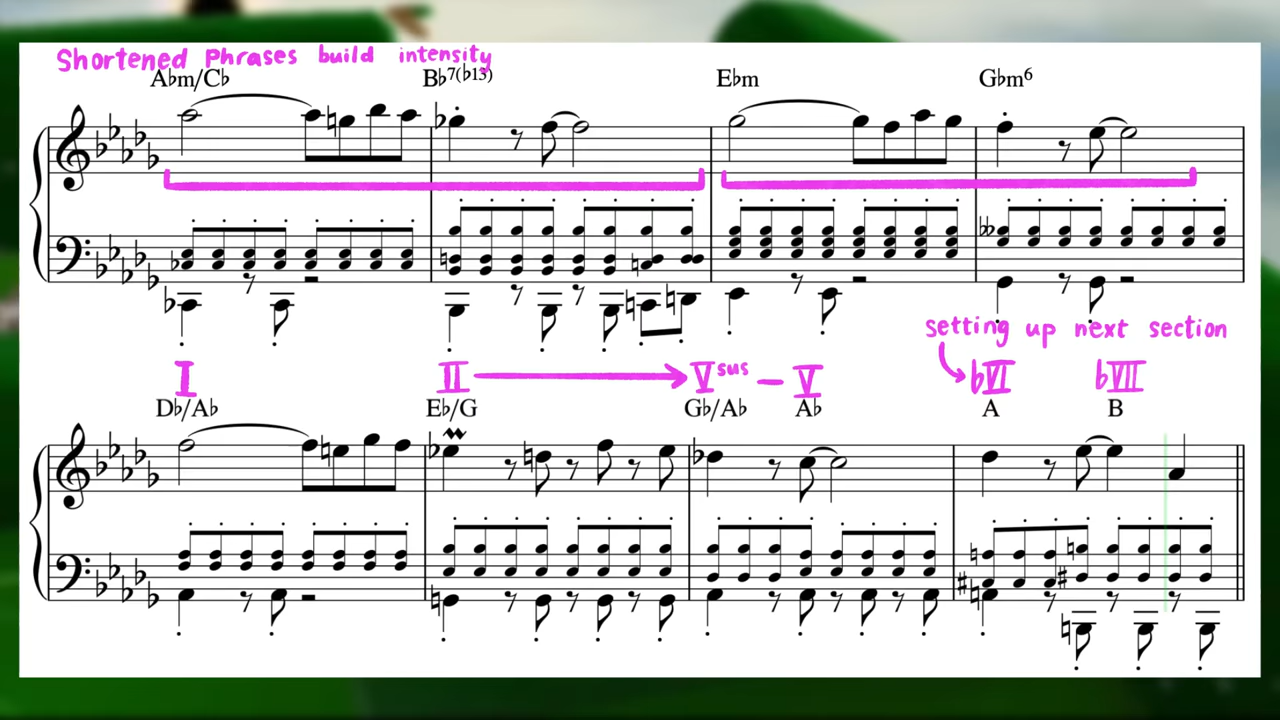 Shortened Phrases build intensity
A♭m/C♭ B♭7(♭13) E♭m G♭m6
setting up next section
I II V sus – V ♭VI ♭VII
D♭/A♭ E♭/G G♭/A♭ A♭ A B